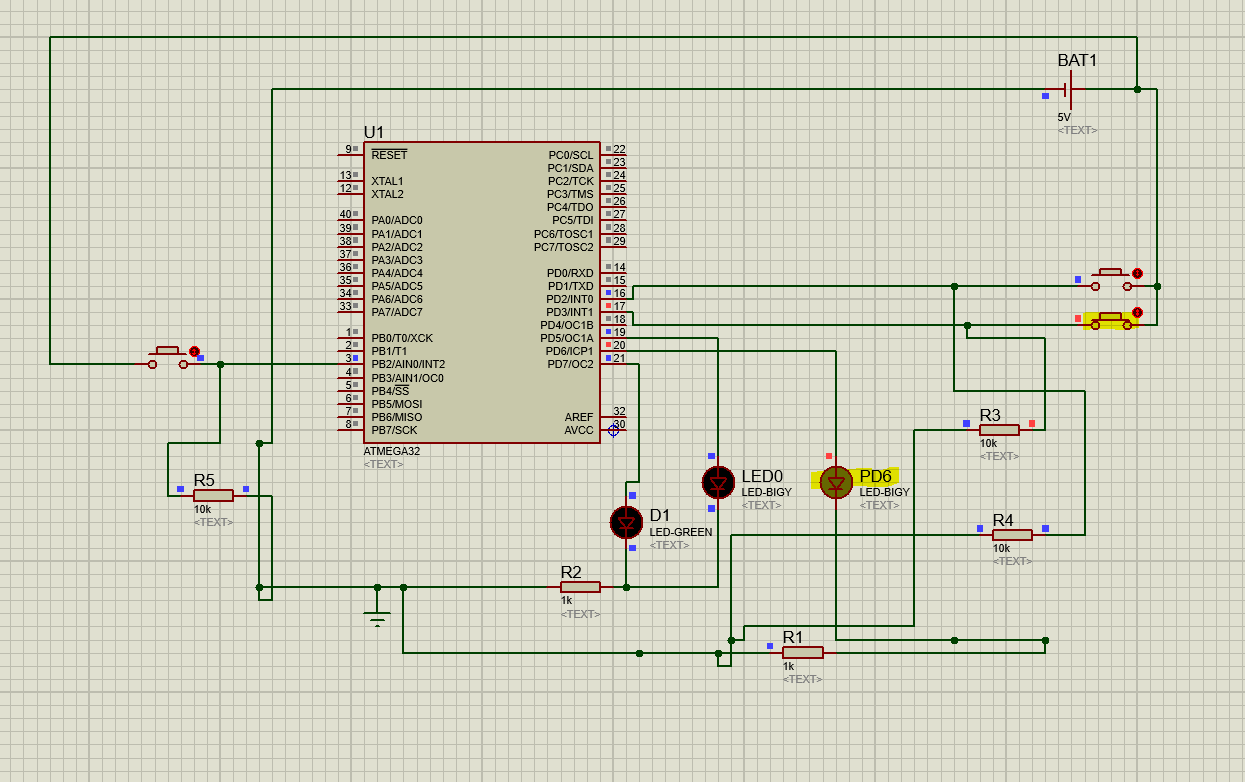 BAT1
5V
<TEXT>
U1
9 RESET
13 XTAL1
12 XTAL2
40 PA0/ADC0
39 PA1/ADC1
38 PA2/ADC2
37 PA3/ADC3
36 PA4/ADC4
35 PA5/ADC5
34 PA6/ADC6
33 PA7/ADC7
1 PB0/T0/XCK
2 PB1/T1
3 PB2/AIN0/INT2
4 PB3/AIN1/OC0
5 PB4/SS
6 PB5/MOSI
7 PB6/MISO
8 PB7/SCK
PC0/SCL 22
PC1/SDA 23
PC2/TCK 24
PC3/TMS 25
PC4/TDO 26
PC5/TDI 27
PC6/TOSC1 28
PC7/TOSC2 29
PD0/RXD 14
PD1/TXD 15
PD2/INT0 16
PD3/INT1 17
PD4/OC1B 18
PD5/OC1A 19
PD6/ICP1 20
PD7/OC2 21
AREF 32
AVCC 30
ATMEGA32
<TEXT>
R3
10k
<TEXT>
LED0
LED-BIGY
<TEXT>
PD6
LED-BIGY
<TEXT>
R5
10k
<TEXT>
D1
LED-GREEN
<TEXT>
R4
10k
<TEXT>
R2
1k
<TEXT>
R1
1k
<TEXT>